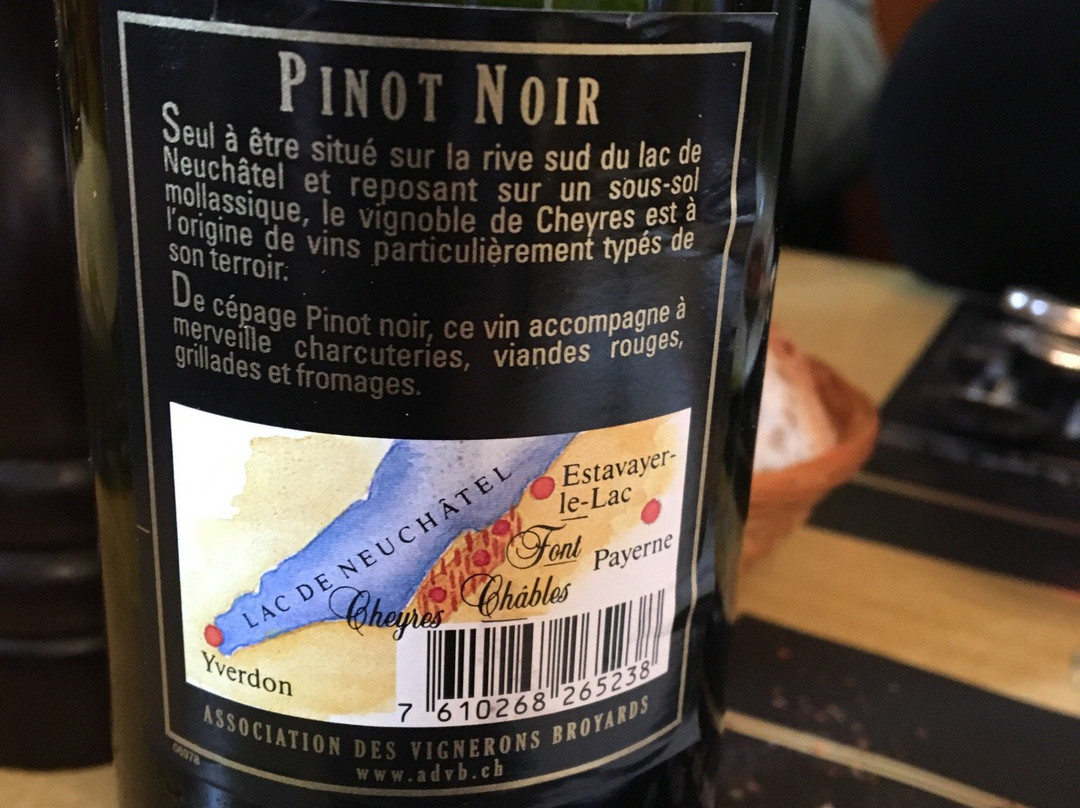 PINOT NOIR
Seul à être situé sur la rive sud du lac de
Neuchâtel et reposant sur un sous-sol
mollassique, le vignoble de Cheyres est à
l'origine de vins particulièrement typés de
son terroir.
De cépage Pinot noir, ce vin accompagne à
merveille charcuteries, viandes rouges,
grillades et fromages.
LAC DE NEUCHÂTEL
Estavayer-
le-Lac
Font
Payerne
Châbles
Cheyres
Yverdon
7 610268 265238
ASSOCIATION DES VIGNERONS BROYARDS
www.advb.ch